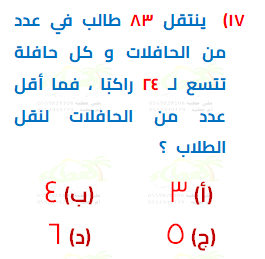 ١٧) ينتقل ٨٣ طالب في عدد
من الحافلات و كل حافلة
تتسع لـ ٢٤ راكبًا ، فما أقل
عدد من الحافلات لنقل
الطلاب ؟
(أ) ٣ (ب) ٤
(ج) ٥ (د) ٦